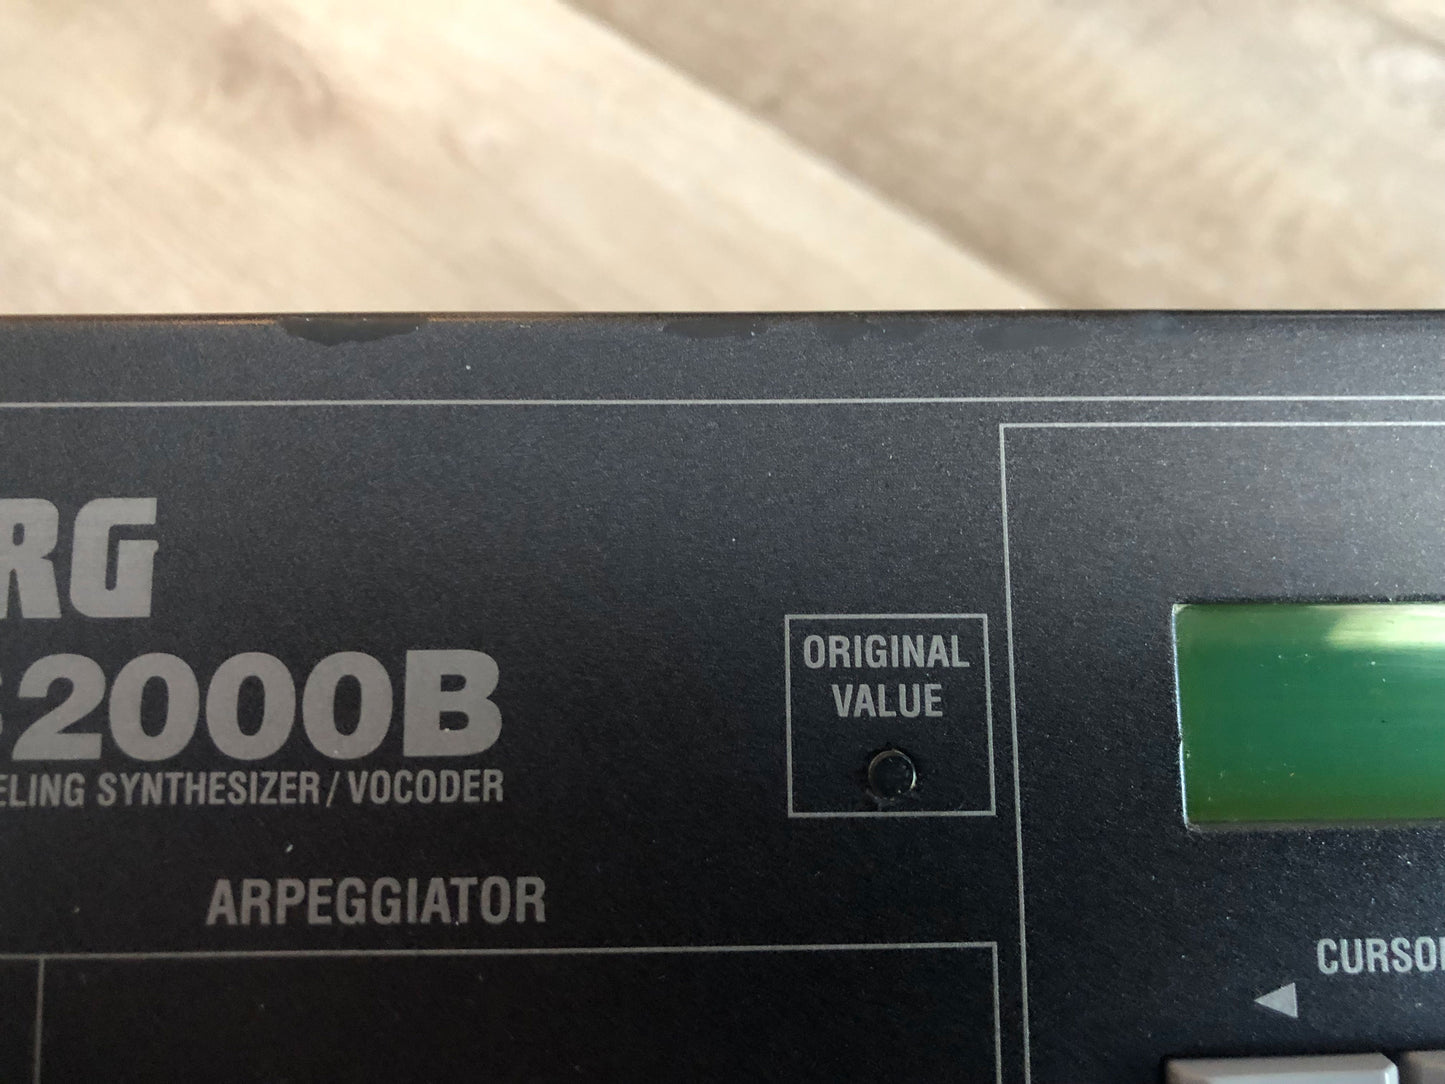 RG
2000B
ELING SYNTHESIZER/VOCODER
ORIGINAL
VALUE
ARPEGGIATOR
CURSO